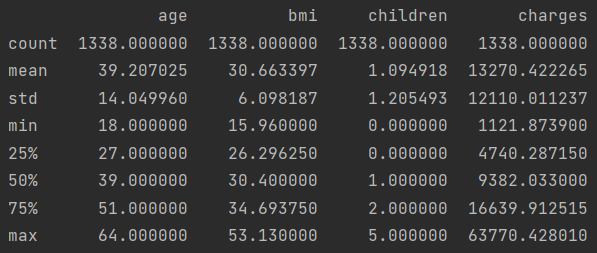 age bmi children charges
count 1338.000000 1338.000000 1338.000000 1338.000000
mean 39.207025 30.663397 1.094918 13270.422265
std 14.049960 6.098187 1.205493 12110.011237
min 18.000000 15.960000 0.000000 1121.873900
25% 27.000000 26.296250 0.000000 4740.287150
50% 39.000000 30.400000 1.000000 9382.033000
75% 51.000000 34.693750 2.000000 16639.912515
max 64.000000 53.130000 5.000000 63770.428010